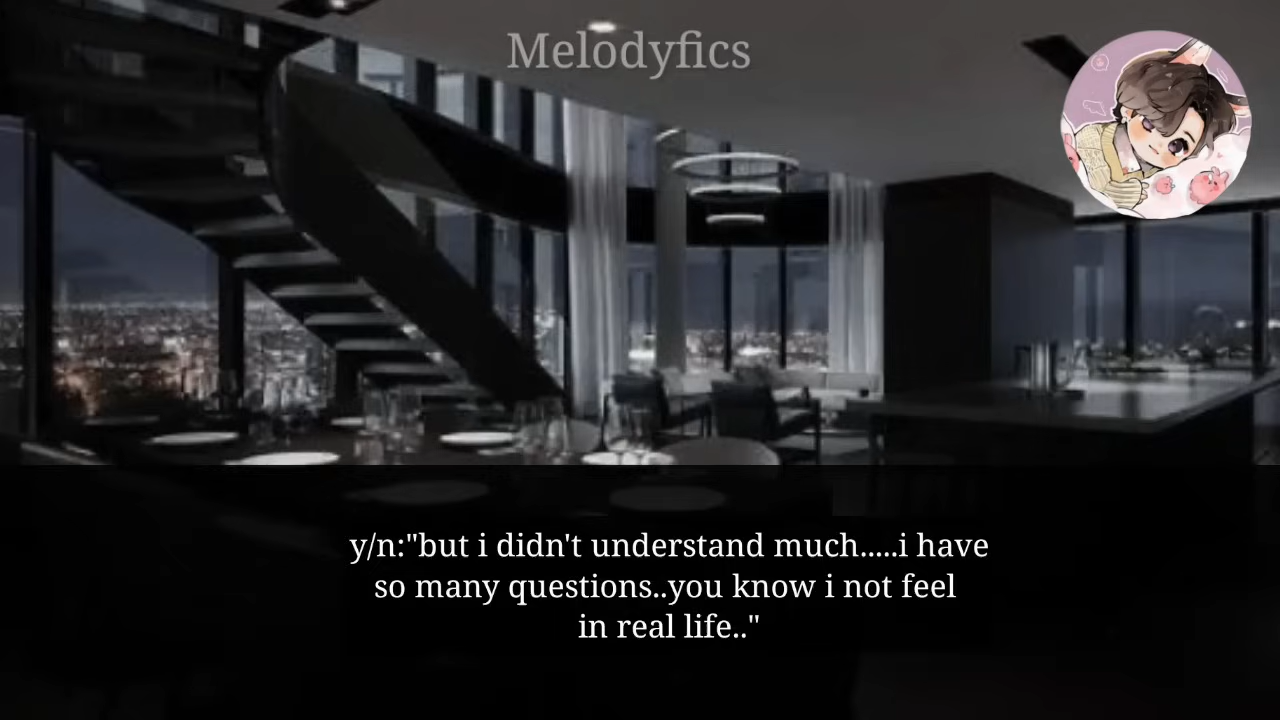 Melodyfics
y/n:"but i didn't understand much.....i have
so many questions..you know i not feel
in real life.."